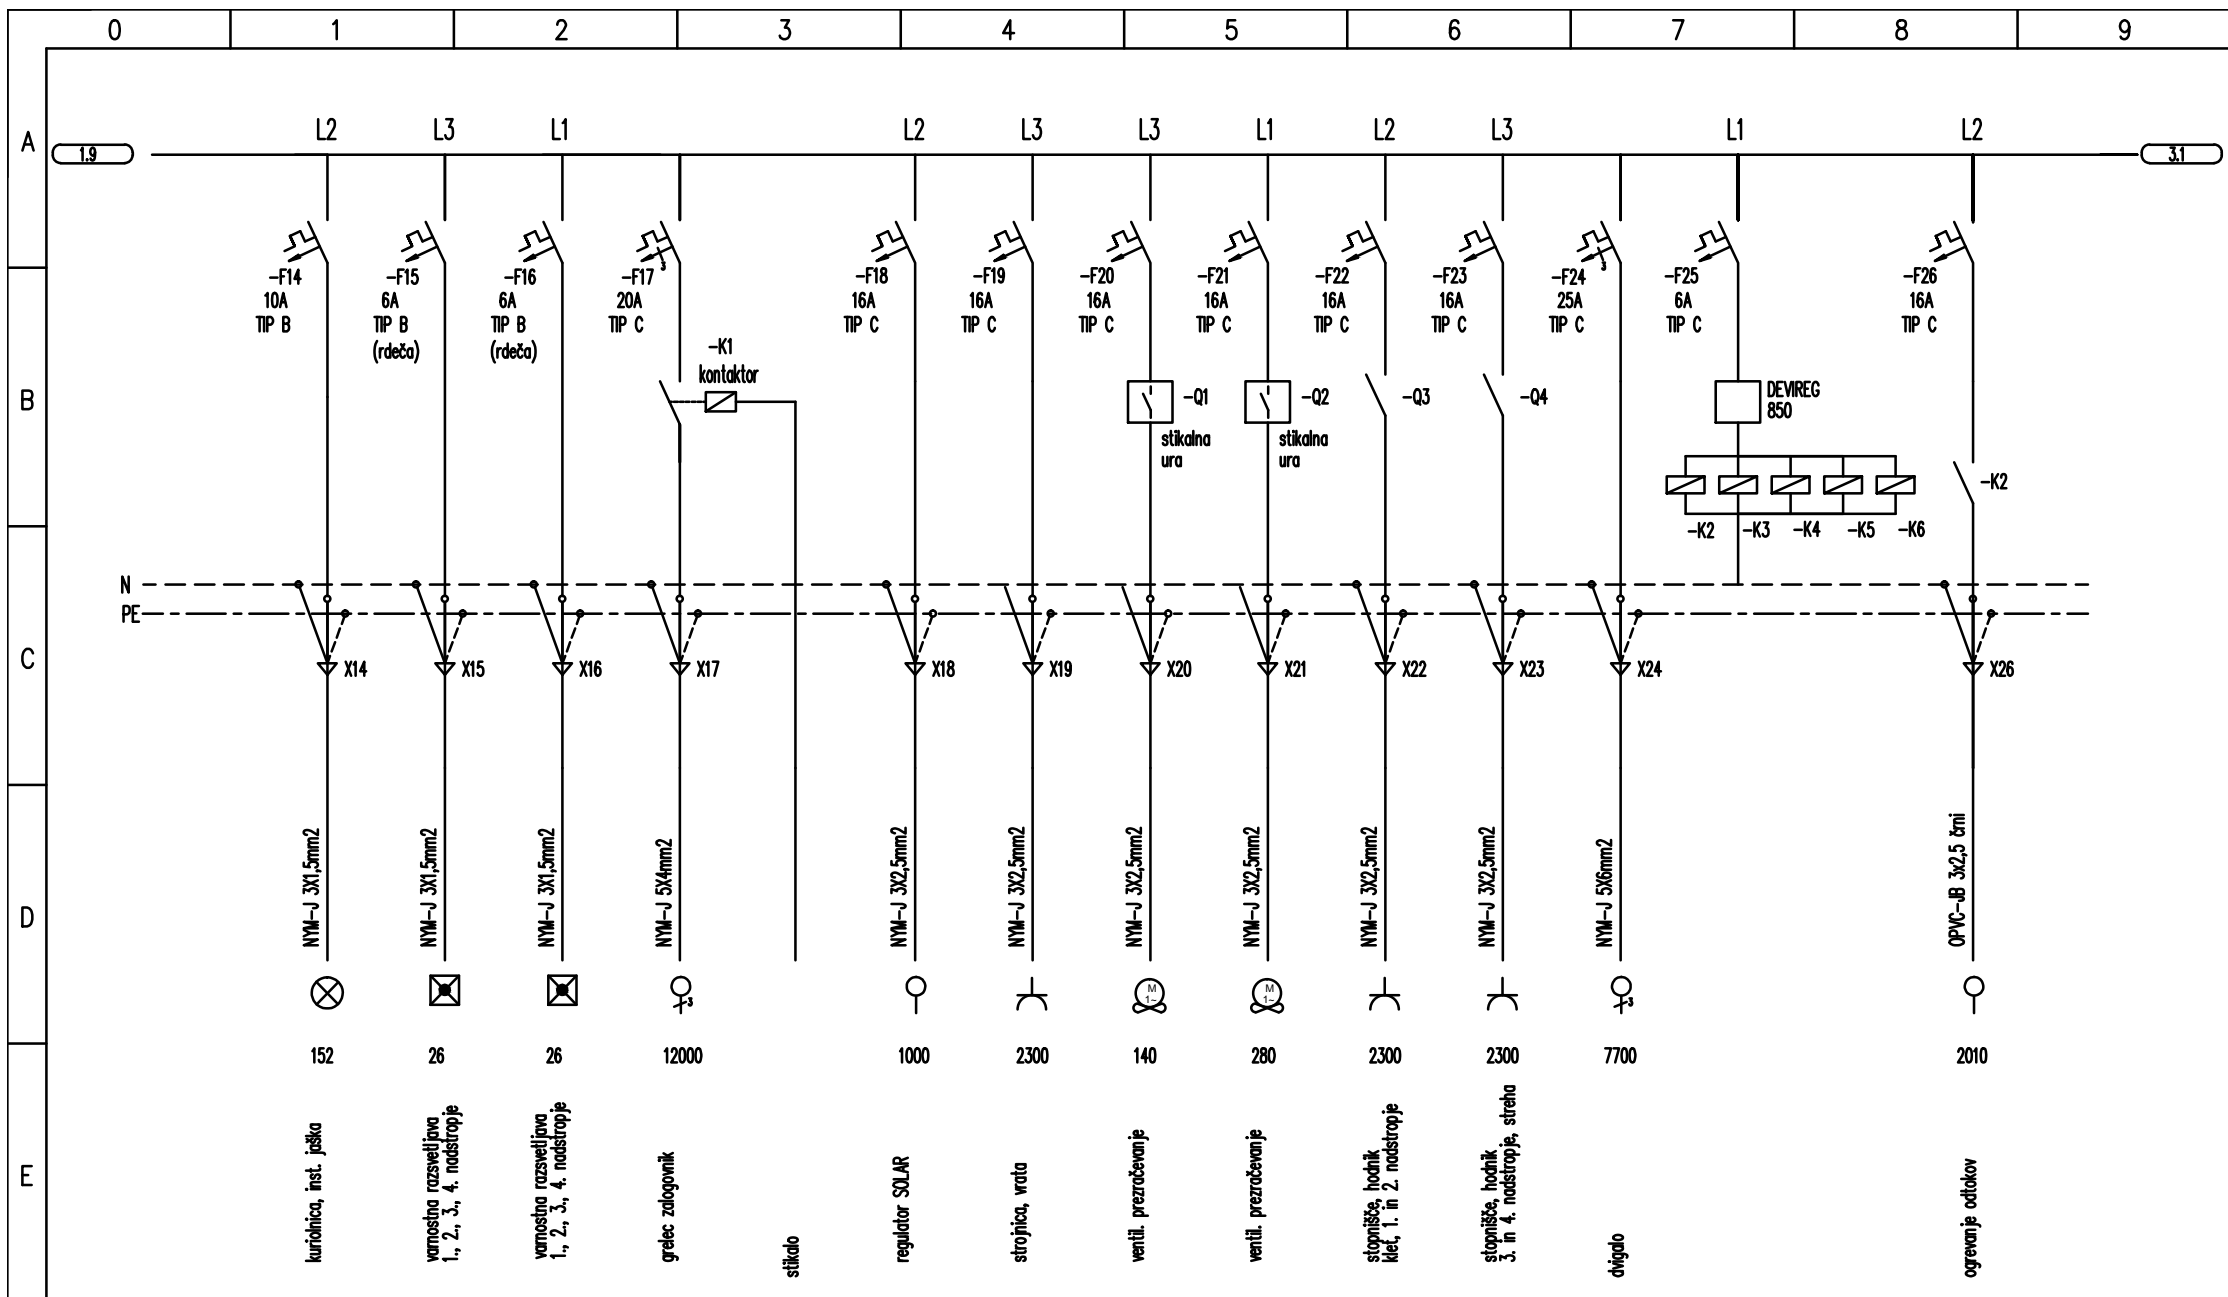 0 1 2 3 4 5 6 7 8 9
A
L2 L3 L1 L2 L3 L3 L1 L2 L3 L1 L2
1.9 3.1
3 3
-F14 -F15 -F16 -F17 -F18 -F19 -F20 -F21 -F22 -F23 -F24 -F25 -F26
10A 6A 6A 20A 16A 16A 16A 16A 16A 16A 25A 6A 16A
TIP B TIP B TIP B TIP C TIP C TIP C TIP C TIP C TIP C TIP C TIP C TIP C TIP C
(rdeča) (rdeča)
-K1
kontaktor
B
-Q1 -Q2 -Q3 -Q4
DEVIREG
850
stikalna
ura
stikalna
ura
-K2
-K2 -K3 -K4 -K5 -K6
N
PE
C
X14 X15 X16 X17 X18 X19 X20 X21 X22 X23 X24 X26
D
NYM-J 3X1,5mm2
NYM-J 3X1,5mm2
NYM-J 3X1,5mm2
NYM-J 5X4mm2
NYM-J 3X2,5mm2
NYM-J 3X2,5mm2
NYM-J 3X2,5mm2
NYM-J 3X2,5mm2
NYM-J 3X2,5mm2
NYM-J 3X2,5mm2
NYM-J 5X6mm2
OPVC-JB 3x2,5 črni
3
M
1~
M
1~
3
152 26 26 12000 1000 2300 140 280 2300 2300 7700 2010
E
kuriolnica, inst. jaška
varnostna razsvetljava
1., 2., 3., 4. nadstropje
varnostna razsvetljava
1., 2., 3., 4. nadstropje
grelec zalogovnik
stikalo
regulator SOLAR
strojnica, vrata
ventil. prezračevanje
ventil. prezračevanje
stopnišče, hodnik
klet, 1. in 2. nadstropje
stopnišče, hodnik
3. in 4. nadstropje, streha
dvigalo
ogrevanje odtokov